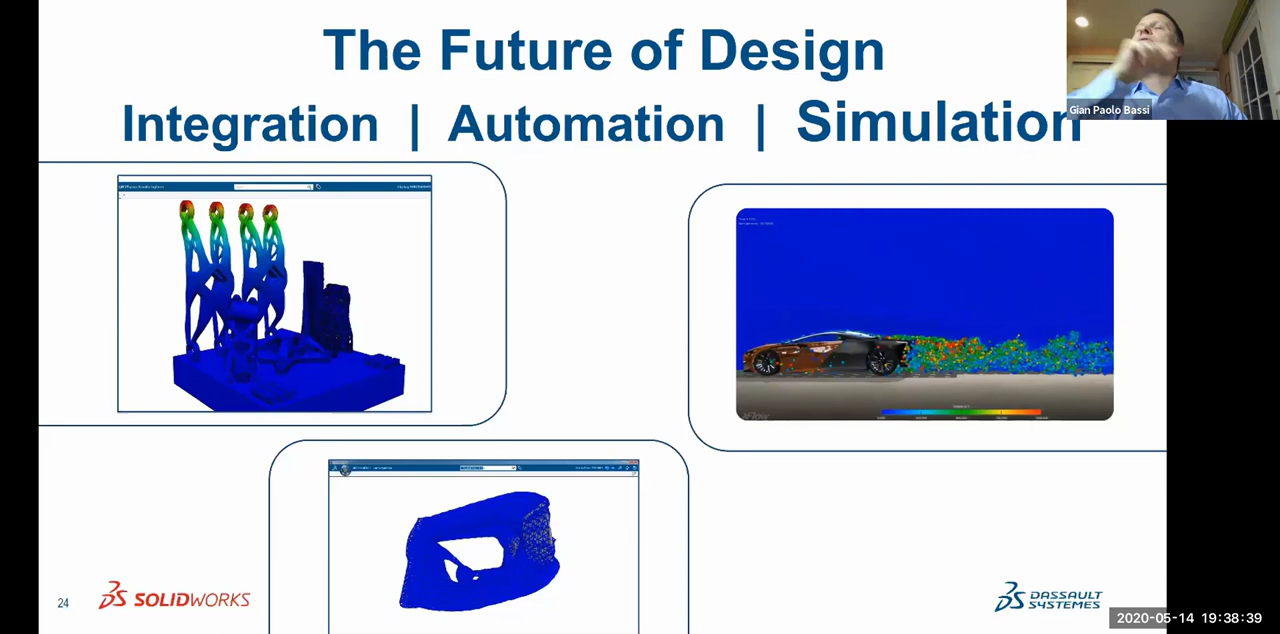 The Future of Design
Integration | Automation | Simulation
Gian Paolo Bassi
24
SOLIDWORKS
DASSAULT
SYSTEMES
2020-05-14 19:38:39